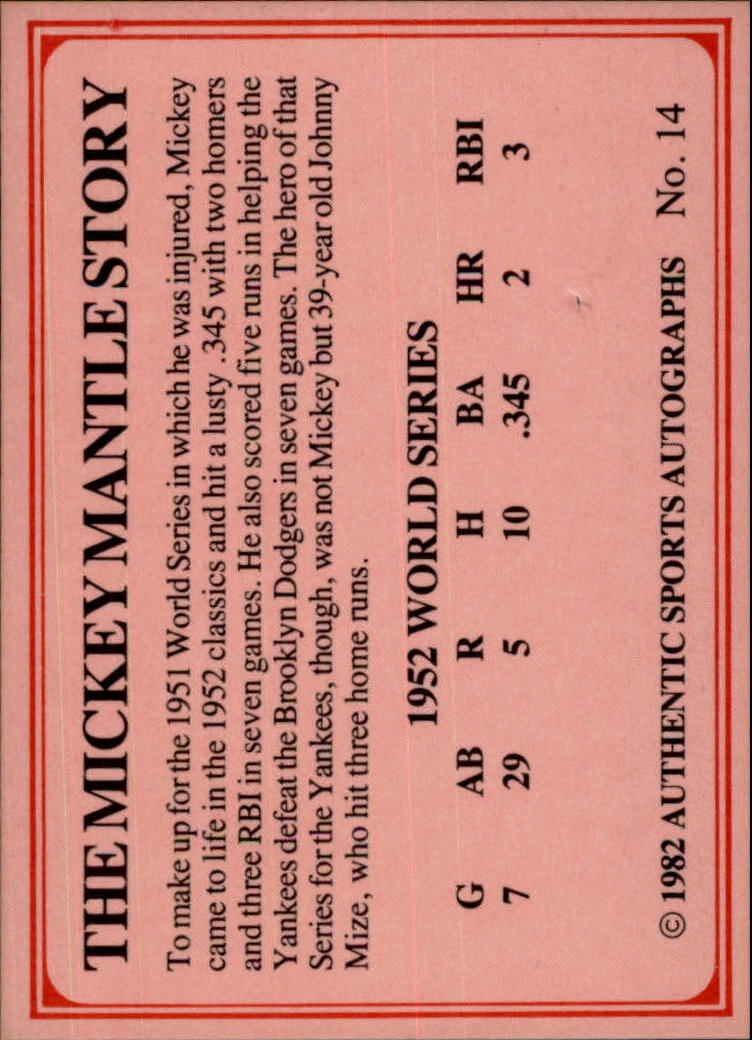 THE MICKEY MANTLE STORY
To make up for the 1951 World Series in which he was injured, Mickey
came to life in the 1952 classics and hit a lusty .345 with two homers
and three RBI in seven games. He also scored five runs in helping the
Yankees defeat the Brooklyn Dodgers in seven games. The hero of that
Series for the Yankees, though, was not Mickey but 39-year old Johnny
Mize, who hit three home runs.
1952 WORLD SERIES
G AB R H BA HR RBI
7 29 5 10 .345 2 3
© 1982 AUTHENTIC SPORTS AUTOGRAPHS No. 14